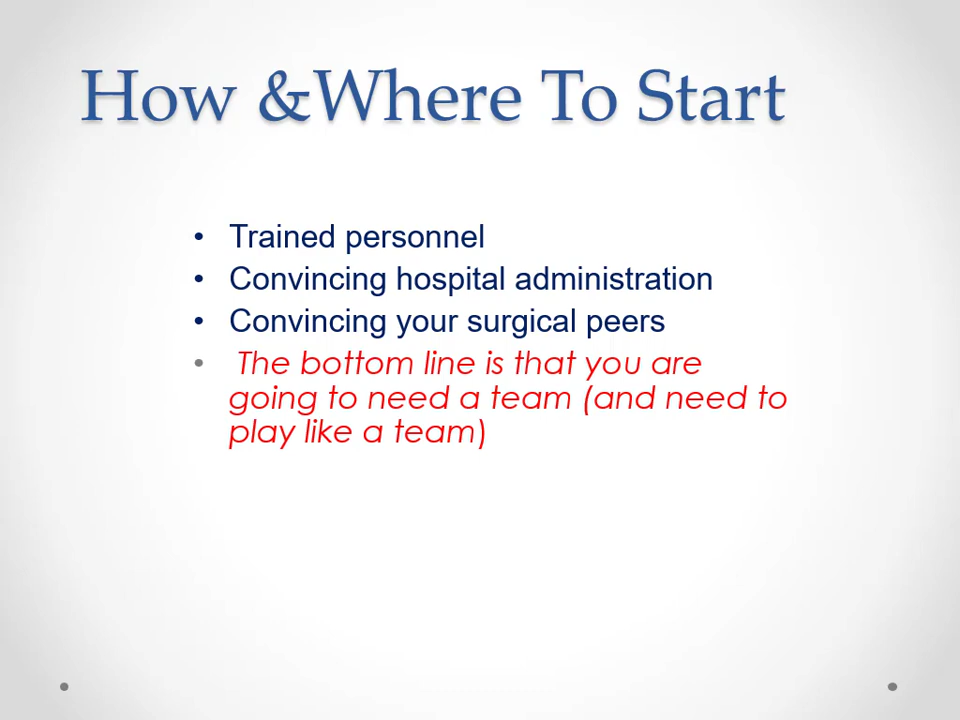 How &Where To Start
• Trained personnel
• Convincing hospital administration
• Convincing your surgical peers
• The bottom line is that you are
going to need a team (and need to
play like a team)